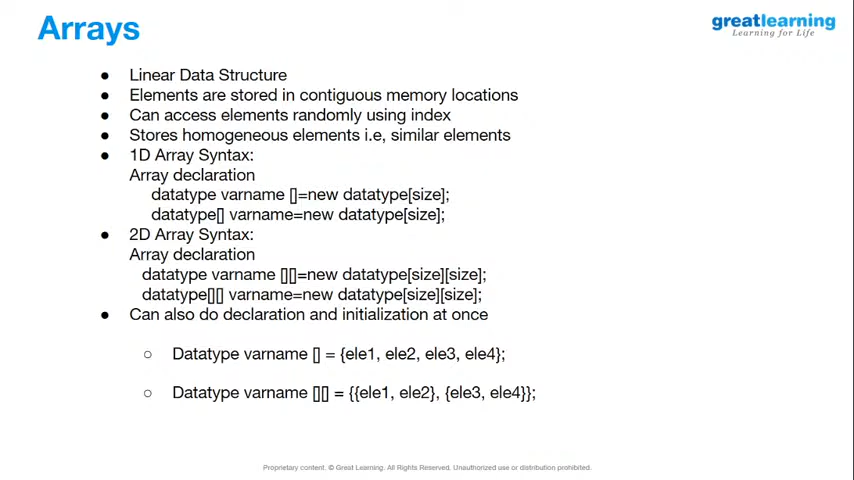 Arrays
greatlearning
Learning for Life
● Linear Data Structure
● Elements are stored in contiguous memory locations
● Can access elements randomly using index
● Stores homogeneous elements i.e, similar elements
● 1D Array Syntax:
Array declaration
datatype varname []=new datatype[size];
datatype[] varname=new datatype[size];
● 2D Array Syntax:
Array declaration
datatype varname [][]=new datatype[size][size];
datatype[][] varname=new datatype[size][size];
● Can also do declaration and initialization at once
○ Datatype varname [] = {ele1, ele2, ele3, ele4};
○ Datatype varname [][] = {{ele1, ele2}, {ele3, ele4}};
Proprietary content. © Great Learning. All Rights Reserved. Unauthorized use or distribution prohibited.